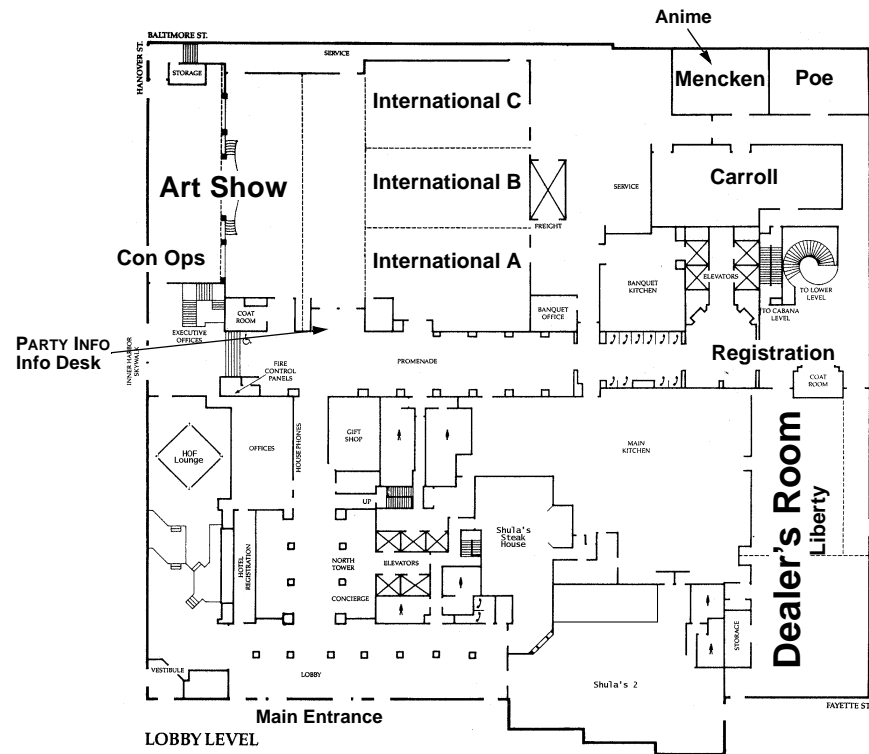 Anime
BALTIMORE ST.
HANOVER ST.
SERVICE
STORAGE
Mencken
Poe
International C
Art Show
International B
SERVICE
Carroll
FREIGHT
Con Ops
International A
ELEVATORS
BANQUET
KITCHEN
TO LOWER
LEVEL
TO CABANA
LEVEL
COAT
ROOM
BANQUET
OFFICE
EXECUTIVE
OFFICES
PARTY INFO
Info Desk
INNER HARBOR
SKYWALK
FIRE
CONTROL
PANELS
PROMENADE
Registration
COAT
ROOM
HOF
Lounge
OFFICES
HOUSE PHONES
GIFT
SHOP
MAIN
KITCHEN
UP
Dealer's Room
Liberty
Shula's
Steak
House
HOTEL
REGISTRATION
NORTH
TOWER
ELEVATORS
CONCIERGE
STORAGE
VESTIBULE
LOBBY
Shula's 2
FAYETTE ST
Main Entrance
LOBBY LEVEL